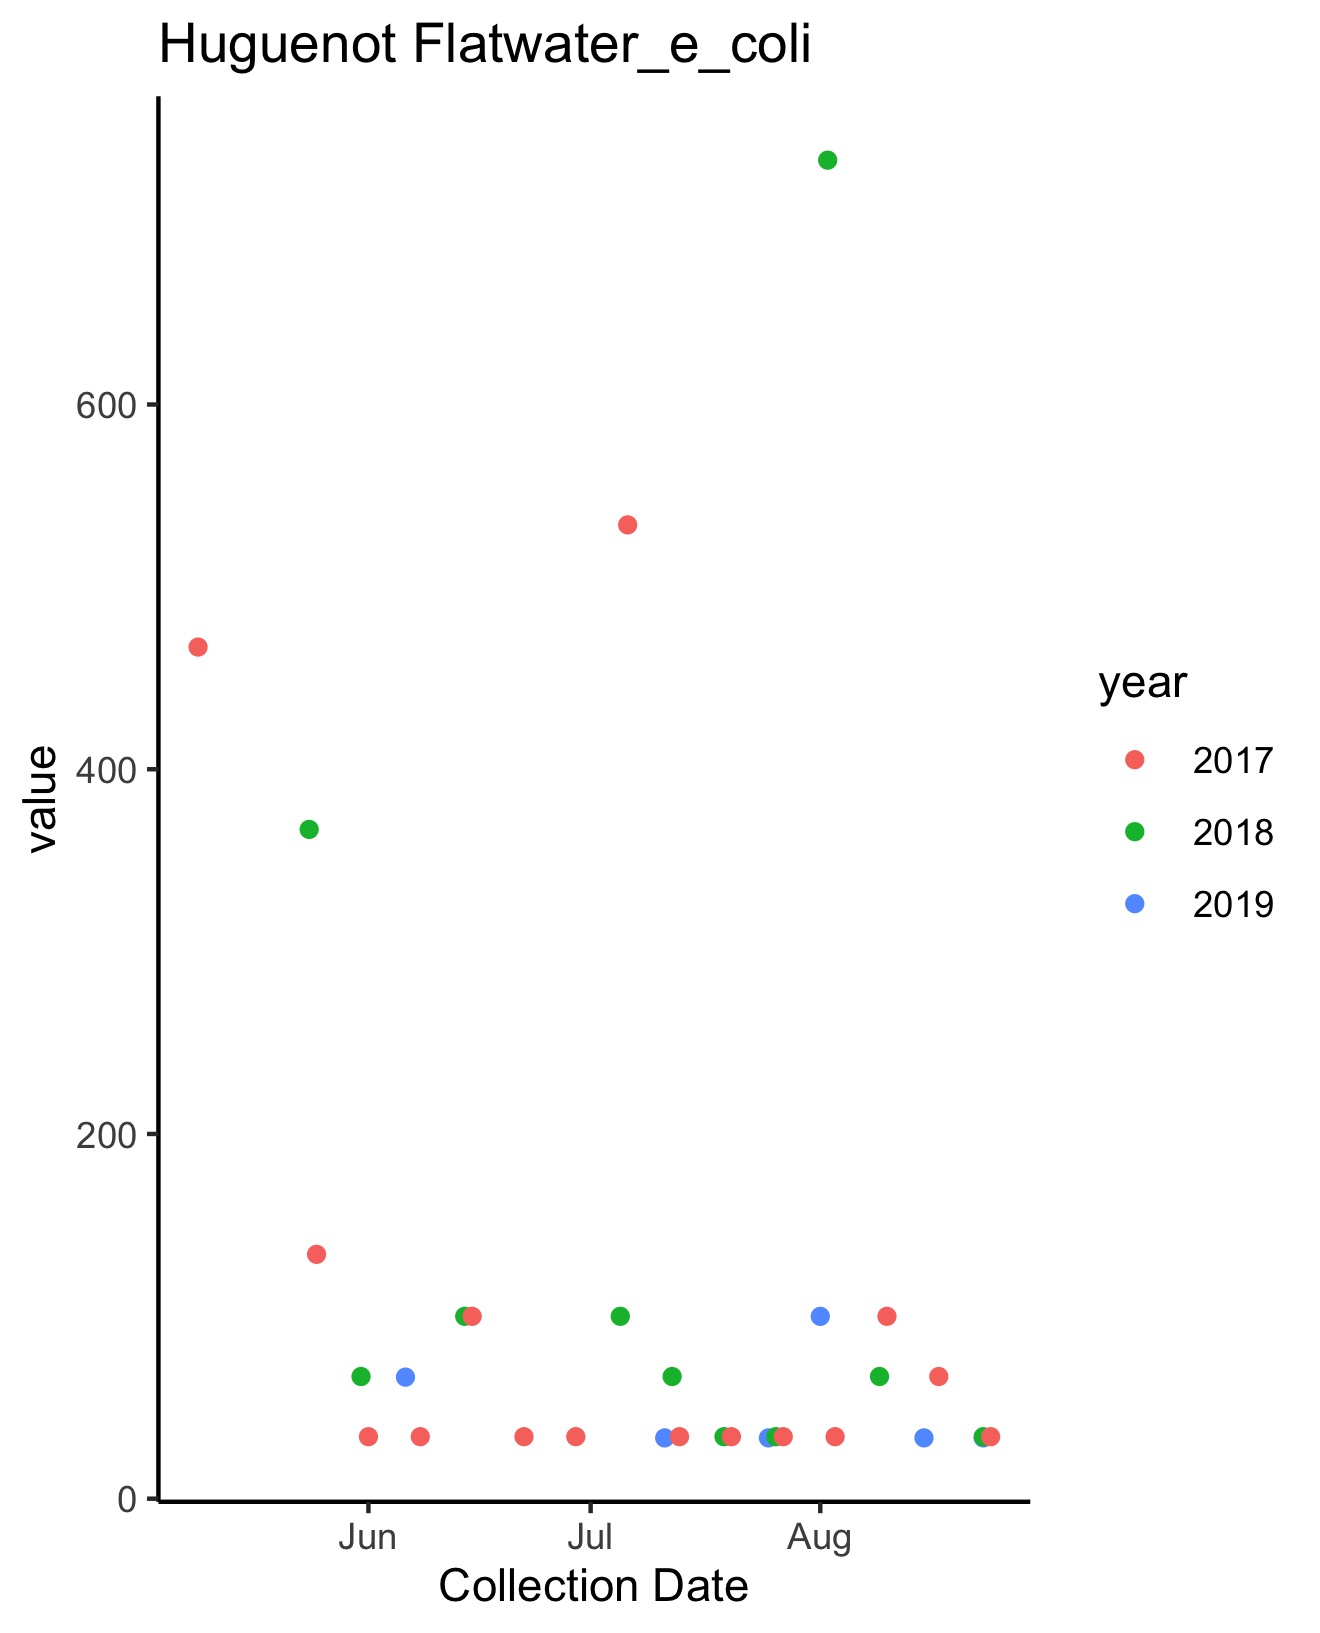 Huguenot Flatwater_e_coli
value
600
400
200
0
Jun Jul Aug
Collection Date
year
2017
2018
2019